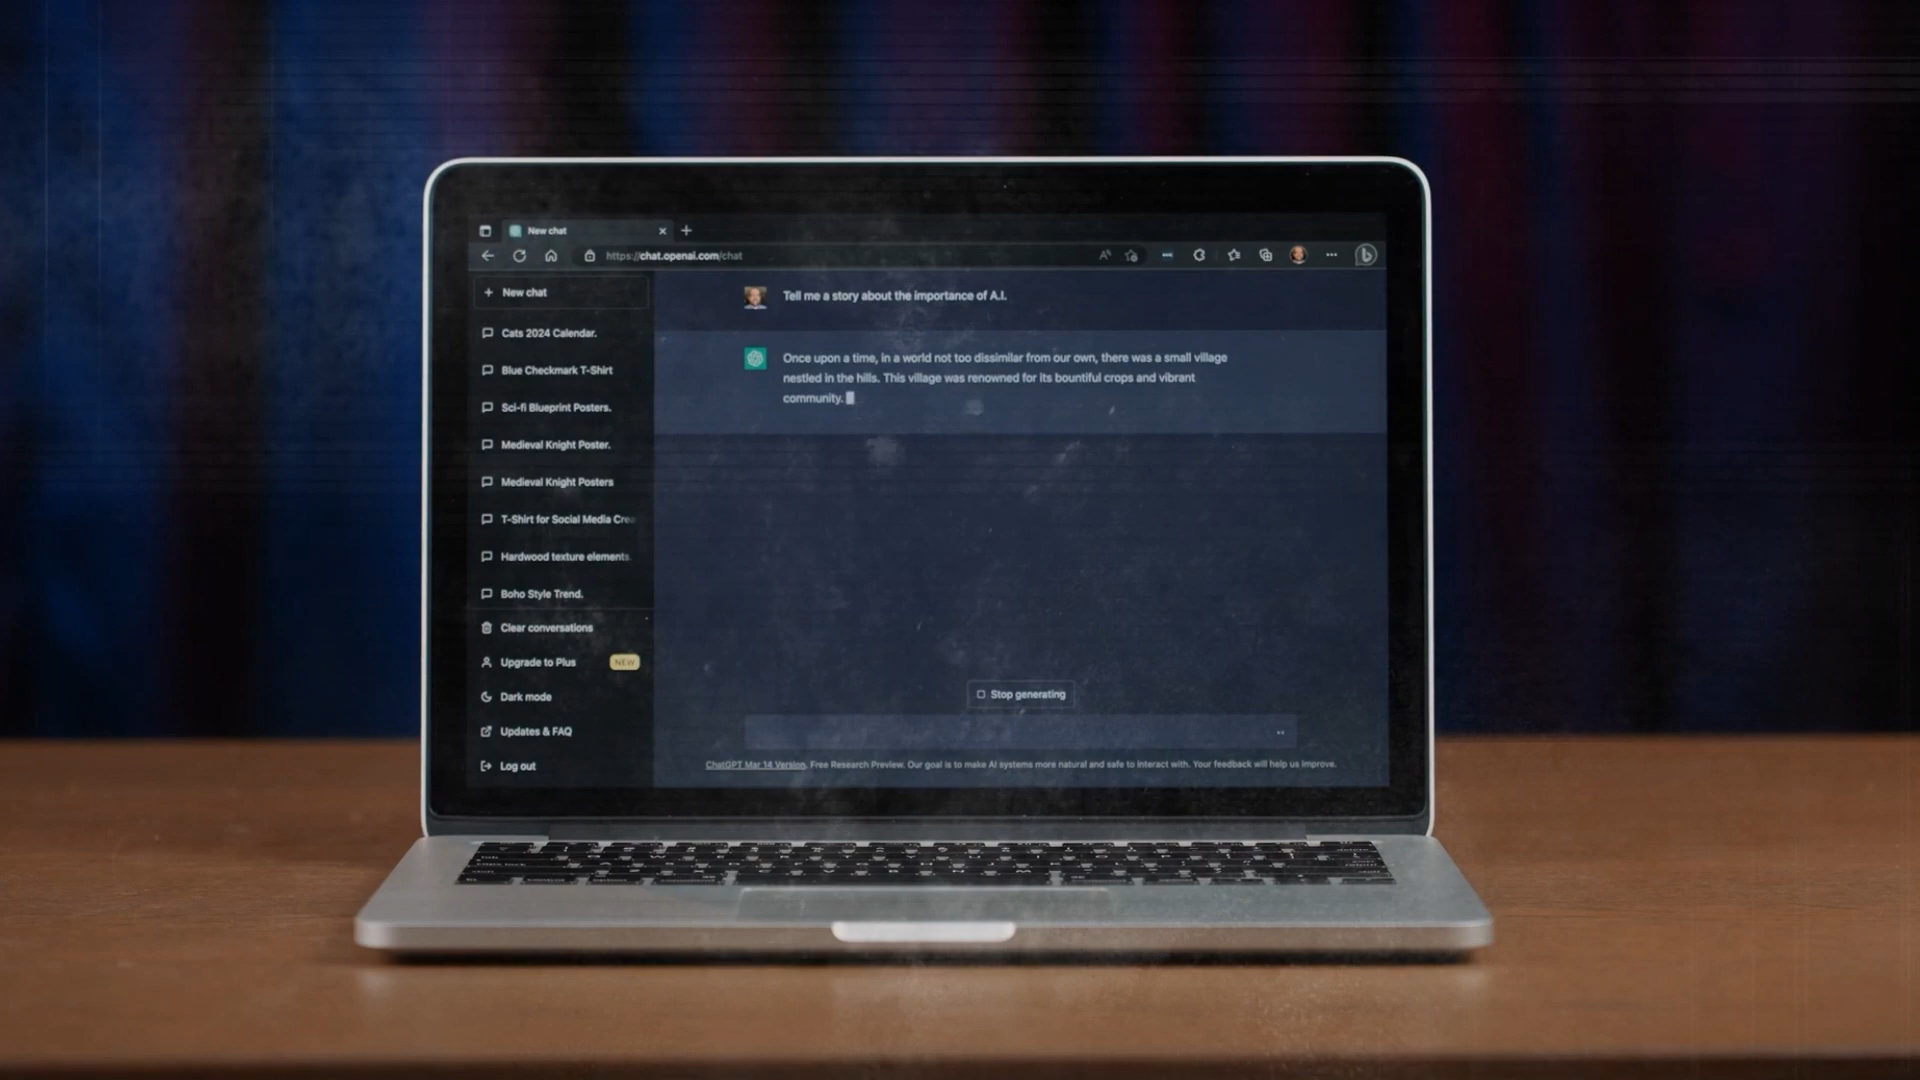 New chat
https://chat.openai.com/chat
New chat
Cats 2024 Calendar.
Blue Checkmark T-Shirt
Sci-fi Blueprint Posters.
Medieval Knight Poster.
Medieval Knight Posters
T-Shirt for Social Media Crea
Hardwood texture elements.
Boho Style Trend.
Clear conversations
Upgrade to Plus NEW
Dark mode
Updates & FAQ
Log out
Tell me a story about the importance of A.I.
Once upon a time, in a world not too dissimilar from our own, there was a small village
nestled in the hills. This village was renowned for its bountiful crops and vibrant
community.
Stop generating
ChatGPT Mar 14 Version. Free Research Preview. Our goal is to make AI systems more natural and safe to interact with. Your feedback will help us improve.